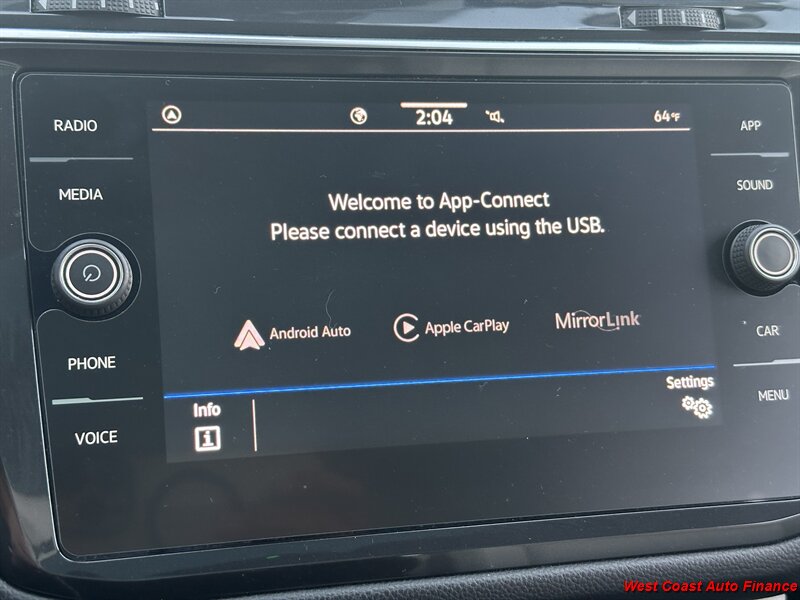 RADIO
MEDIA
PHONE
VOICE
2:04
64°F
Welcome to App-Connect
Please connect a device using the USB.
Android Auto
Apple CarPlay
MirrorLink
Info
Settings
APP
SOUND
CAR
MENU
West Coast Auto Finance